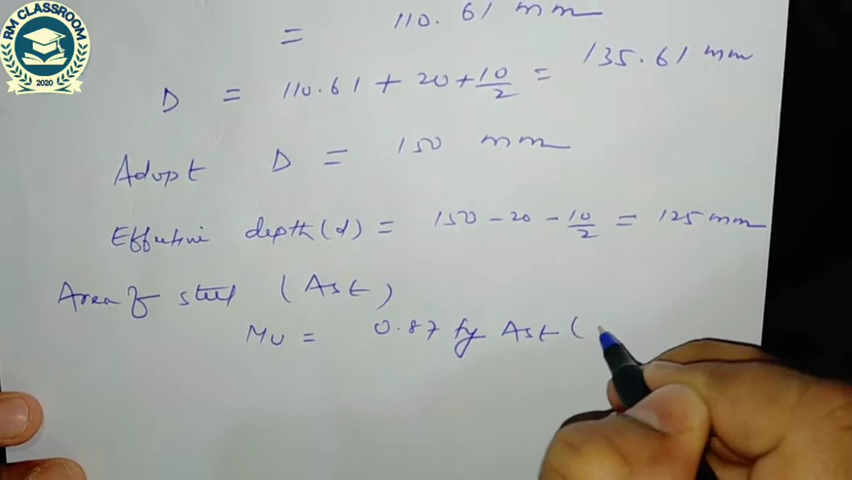 RM CLASSROOM
2020
= 110.61 mm
D = 110.61 + 20 + 10/2 = 135.61 mm
Adopt D = 150 mm
Effective depth (d) = 150 - 20 - 10/2 = 125 mm
Area of steel (Ast)
Mu = 0.87 fy Ast (